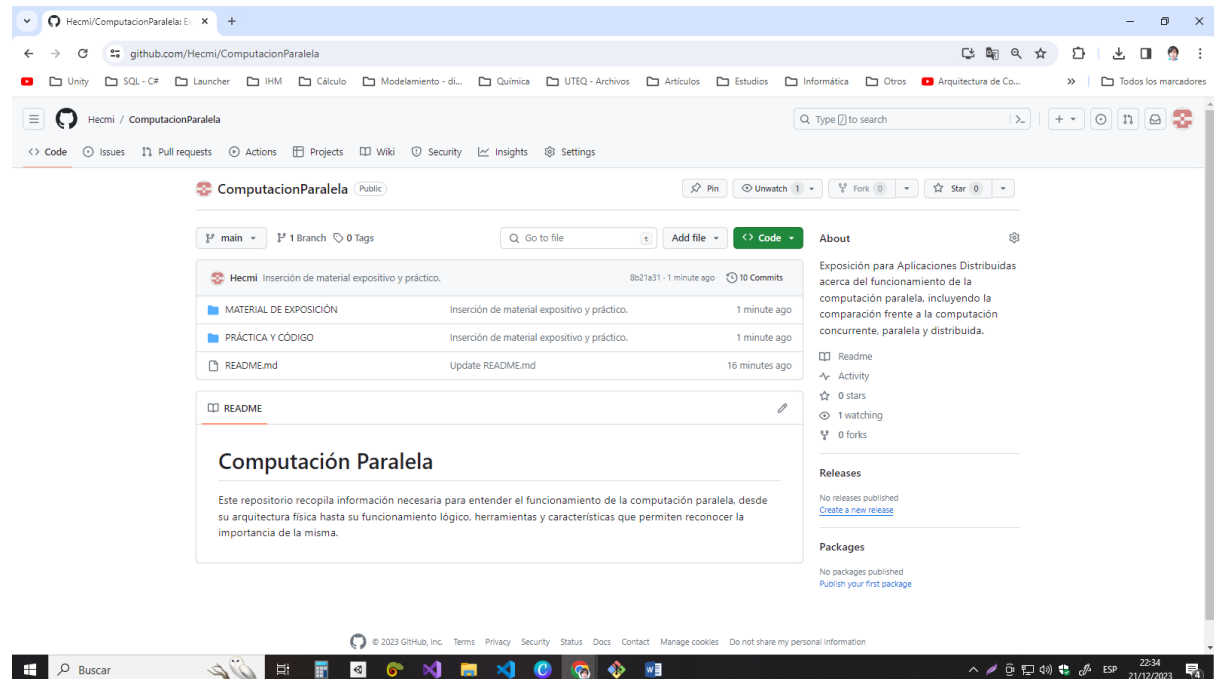 Hecmi/ComputacionParalela: E
github.com/Hecmi/ComputacionParalela
Unity SQL - C# Launcher IHM Cálculo Modelamiento - di... Química UTEQ - Archivos Artículos Estudios Informática Otros Arquitectura de Co... » Todos los marcadores
Hecmi / ComputacionParalela Type / to search
Code Issues Pull requests Actions Projects Wiki Security Insights Settings
ComputacionParalela Public Pin Unwatch 1 Fork 0 Star 0
main 1 Branch 0 Tags Go to file t Add file Code
About
Hecmi Inserción de material expositivo y práctico. 8b21a31 · 1 minute ago 10 Commits
MATERIAL DE EXPOSICIÓN Inserción de material expositivo y práctico. 1 minute ago
PRÁCTICA Y CÓDIGO Inserción de material expositivo y práctico. 1 minute ago
README.md Update README.md 16 minutes ago
Exposición para Aplicaciones Distribuidas
acerca del funcionamiento de la
computación paralela, incluyendo la
comparación frente a la computación
concurrente, paralela y distribuida.
Readme
Activity
0 stars
1 watching
0 forks
README
Computación Paralela
Este repositorio recopila información necesaria para entender el funcionamiento de la computación paralela, desde
su arquitectura física hasta su funcionamiento lógico, herramientas y características que permiten reconocer la
importancia de la misma.
Releases
No releases published
Create a new release
Packages
No packages published
Publish your first package
© 2023 GitHub, Inc. Terms Privacy Security Status Docs Contact Manage cookies Do not share my personal information
Buscar ESP 22:34
21/12/2023